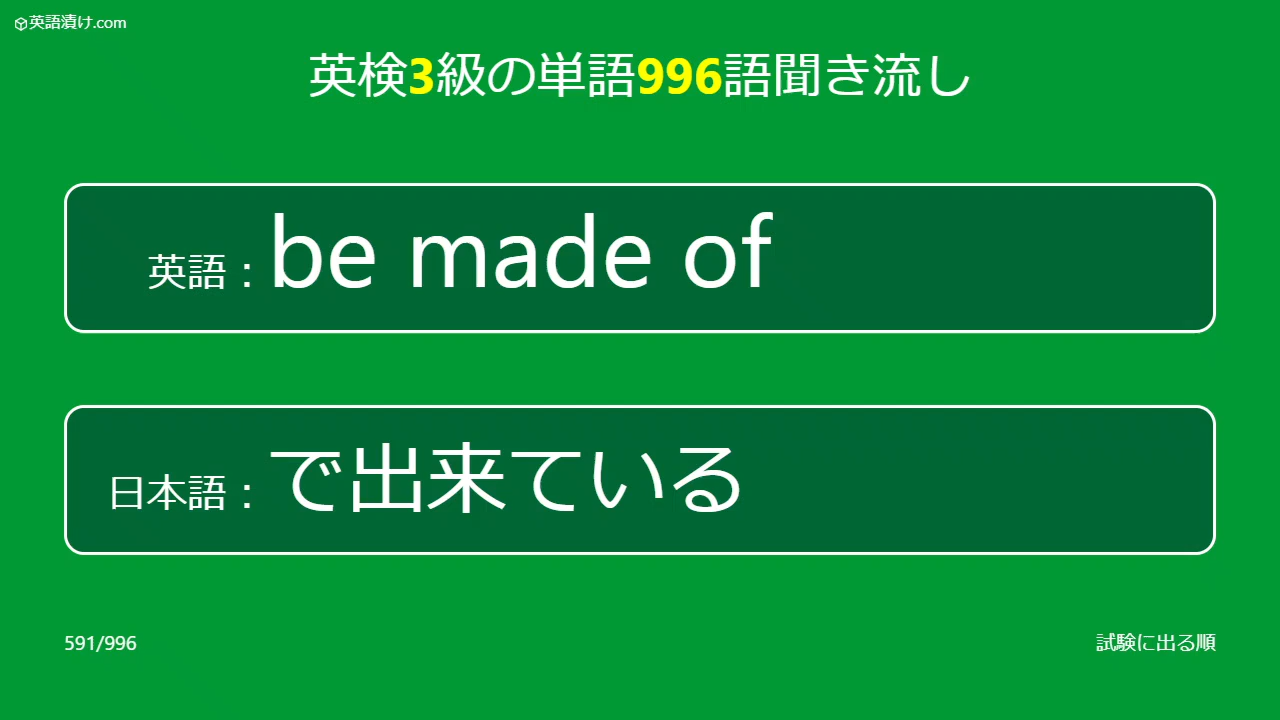 英語漬け.com
英検3級の単語996語聞き流し
英語：be made of
日本語：で出来ている
591/996
試験に出る順